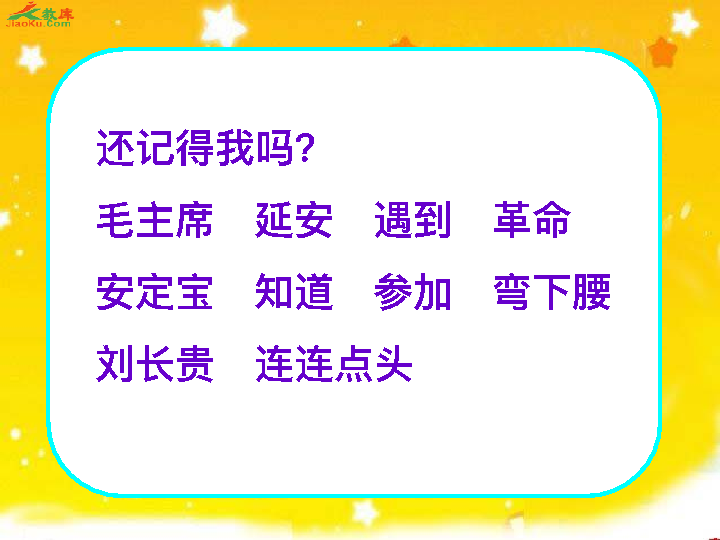 教库
JiaoKu.Com
还记得我吗?
毛主席 延安 遇到 革命
安定宝 知道 参加 弯下腰
刘长贵 连连点头